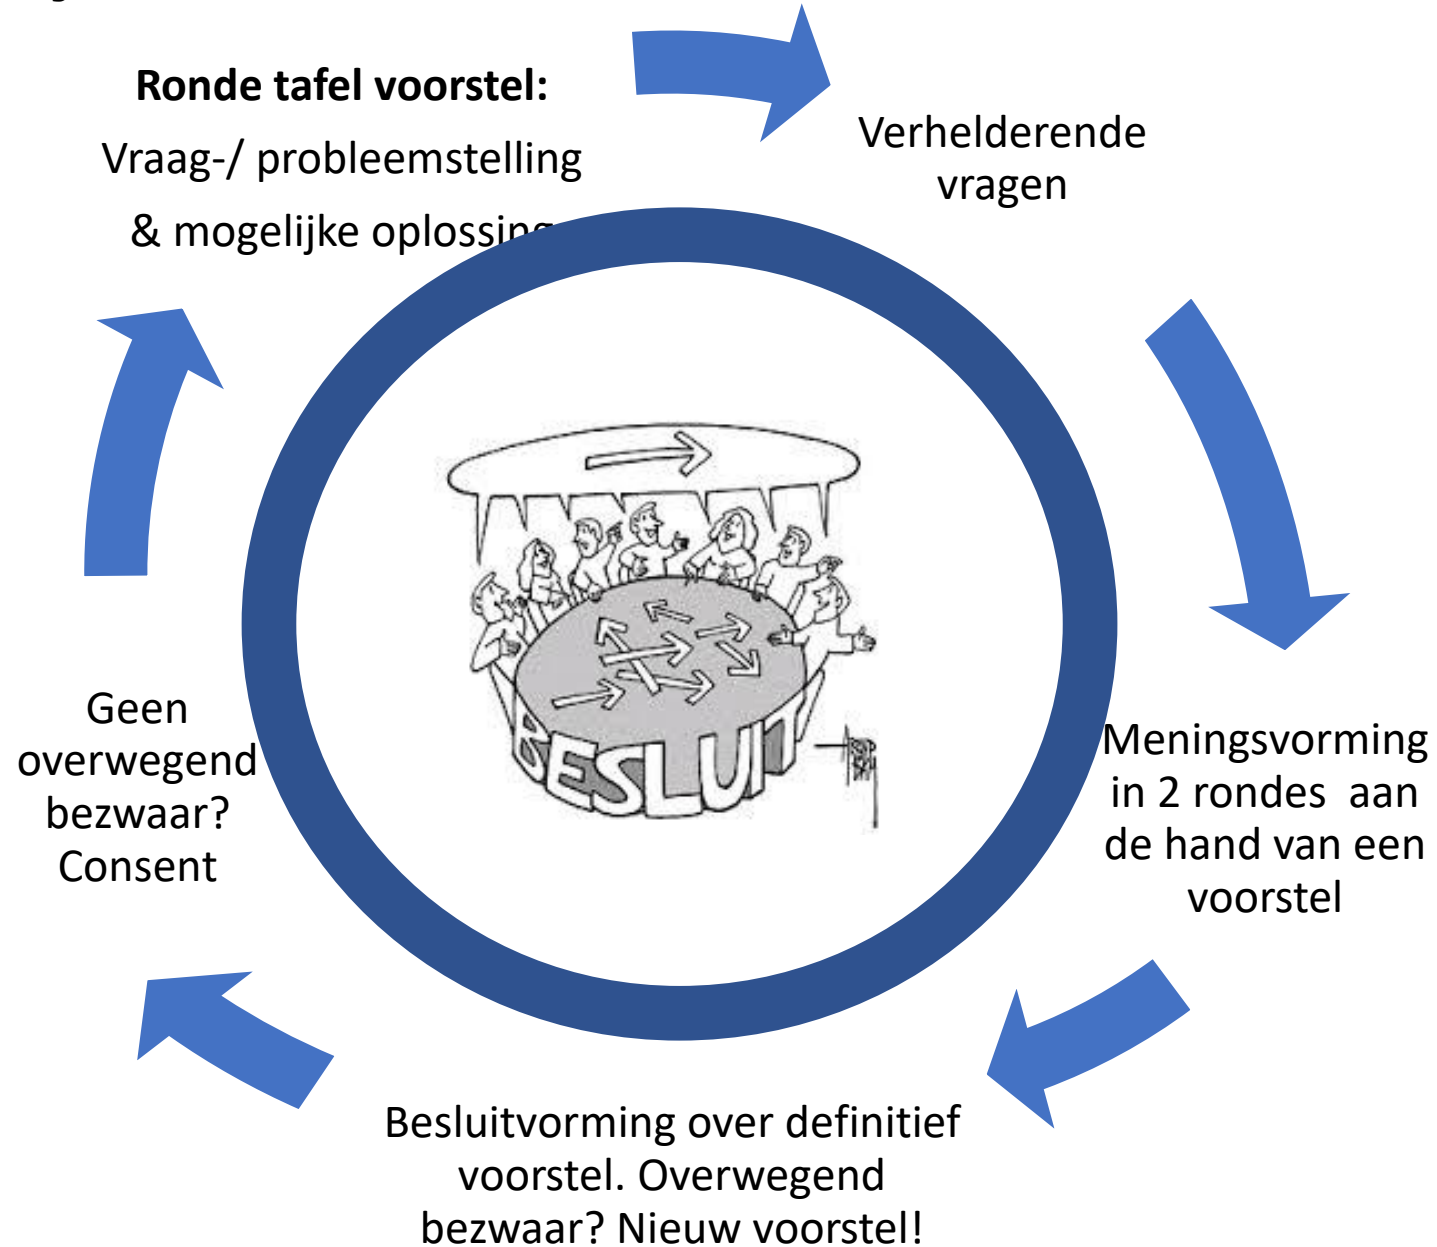 Ronde tafel voorstel:
Vraag-/ probleemstelling
& mogelijke oplossing
Verhelderende
vragen
Meningsvorming
in 2 rondes aan
de hand van een
voorstel
Besluitvorming over definitief
voorstel. Overwegend
bezwaar? Nieuw voorstel!
Geen
overwegend
bezwaar?
Consent
BESLUIT